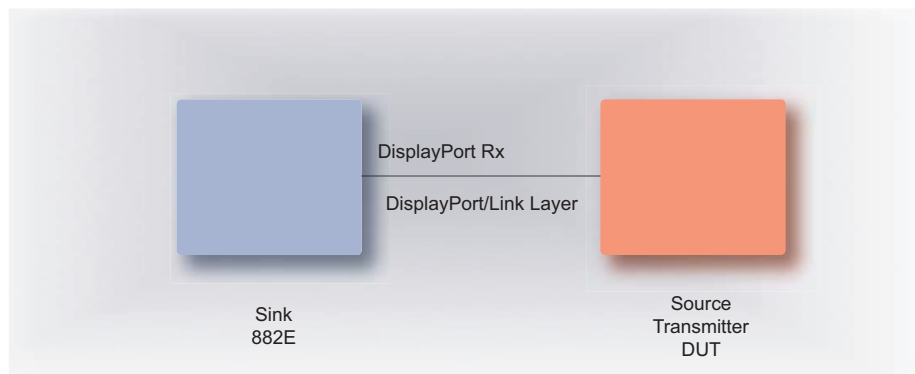 DisplayPort Rx
DisplayPort/Link Layer
Sink
882E
Source
Transmitter
DUT